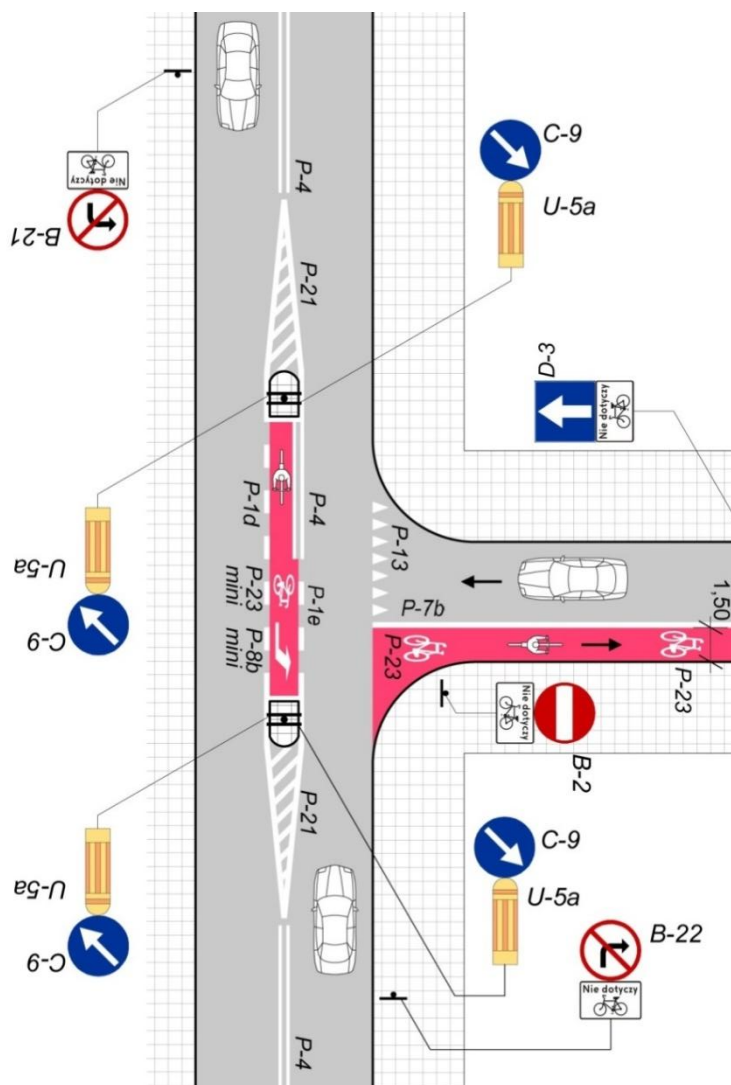 C-9
U-5a
P-4
Nie dotyczy
B-21
P-21
D-3
Nie dotyczy
P-1d
P-4
P-13
U-5a
C-9
P-23
mini
P-1e
P-7b
1,50
P-8b
mini
P-23
P-23
Nie dotyczy
B-2
P-21
C-9
U-5a
U-5a
C-9
B-22
Nie dotyczy
P-4